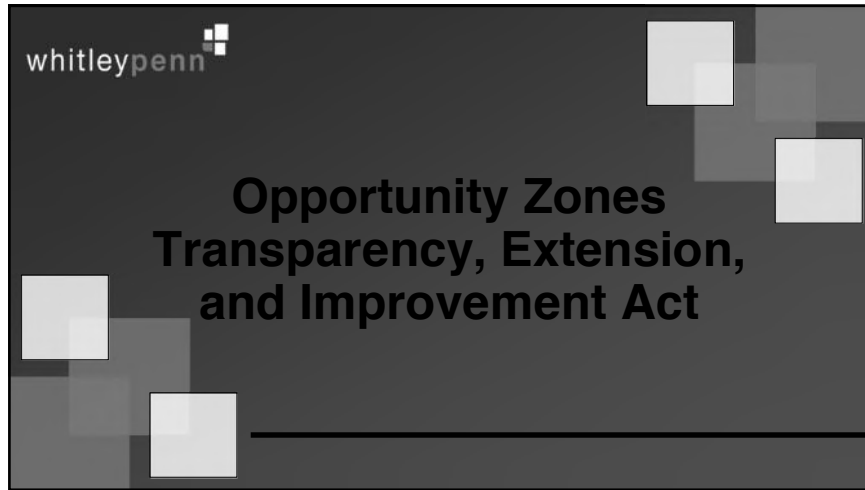 whitleypenn
Opportunity Zones
Transparency, Extension,
and Improvement Act